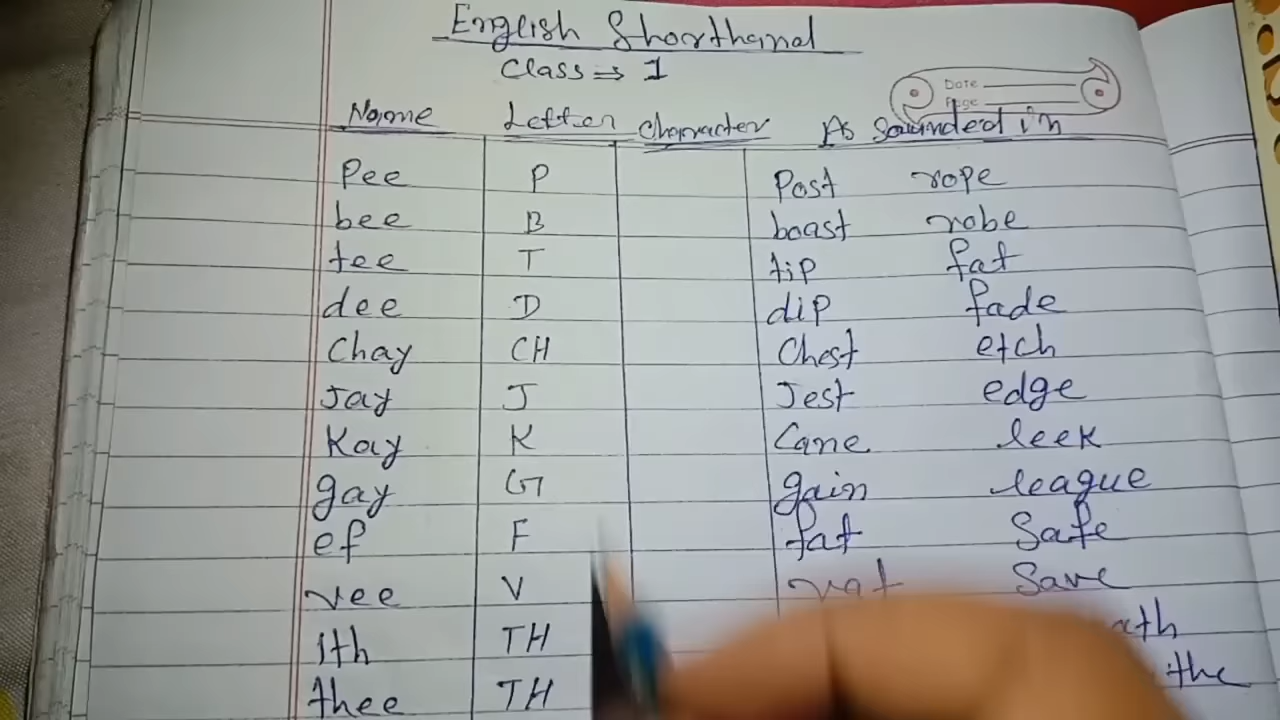 English Shorthand
Class ⇒ 1
Date
Page
Name Letter Character As Sounded in
Pee P Post rope
bee B boast robe
tee T tip fat
dee D dip fade
Chay CH Chest etch
Jay J Jest edge
Kay K Cane leek
gay G gain league
ef F fat Safe
vee V vat Save
ith TH
thee TH